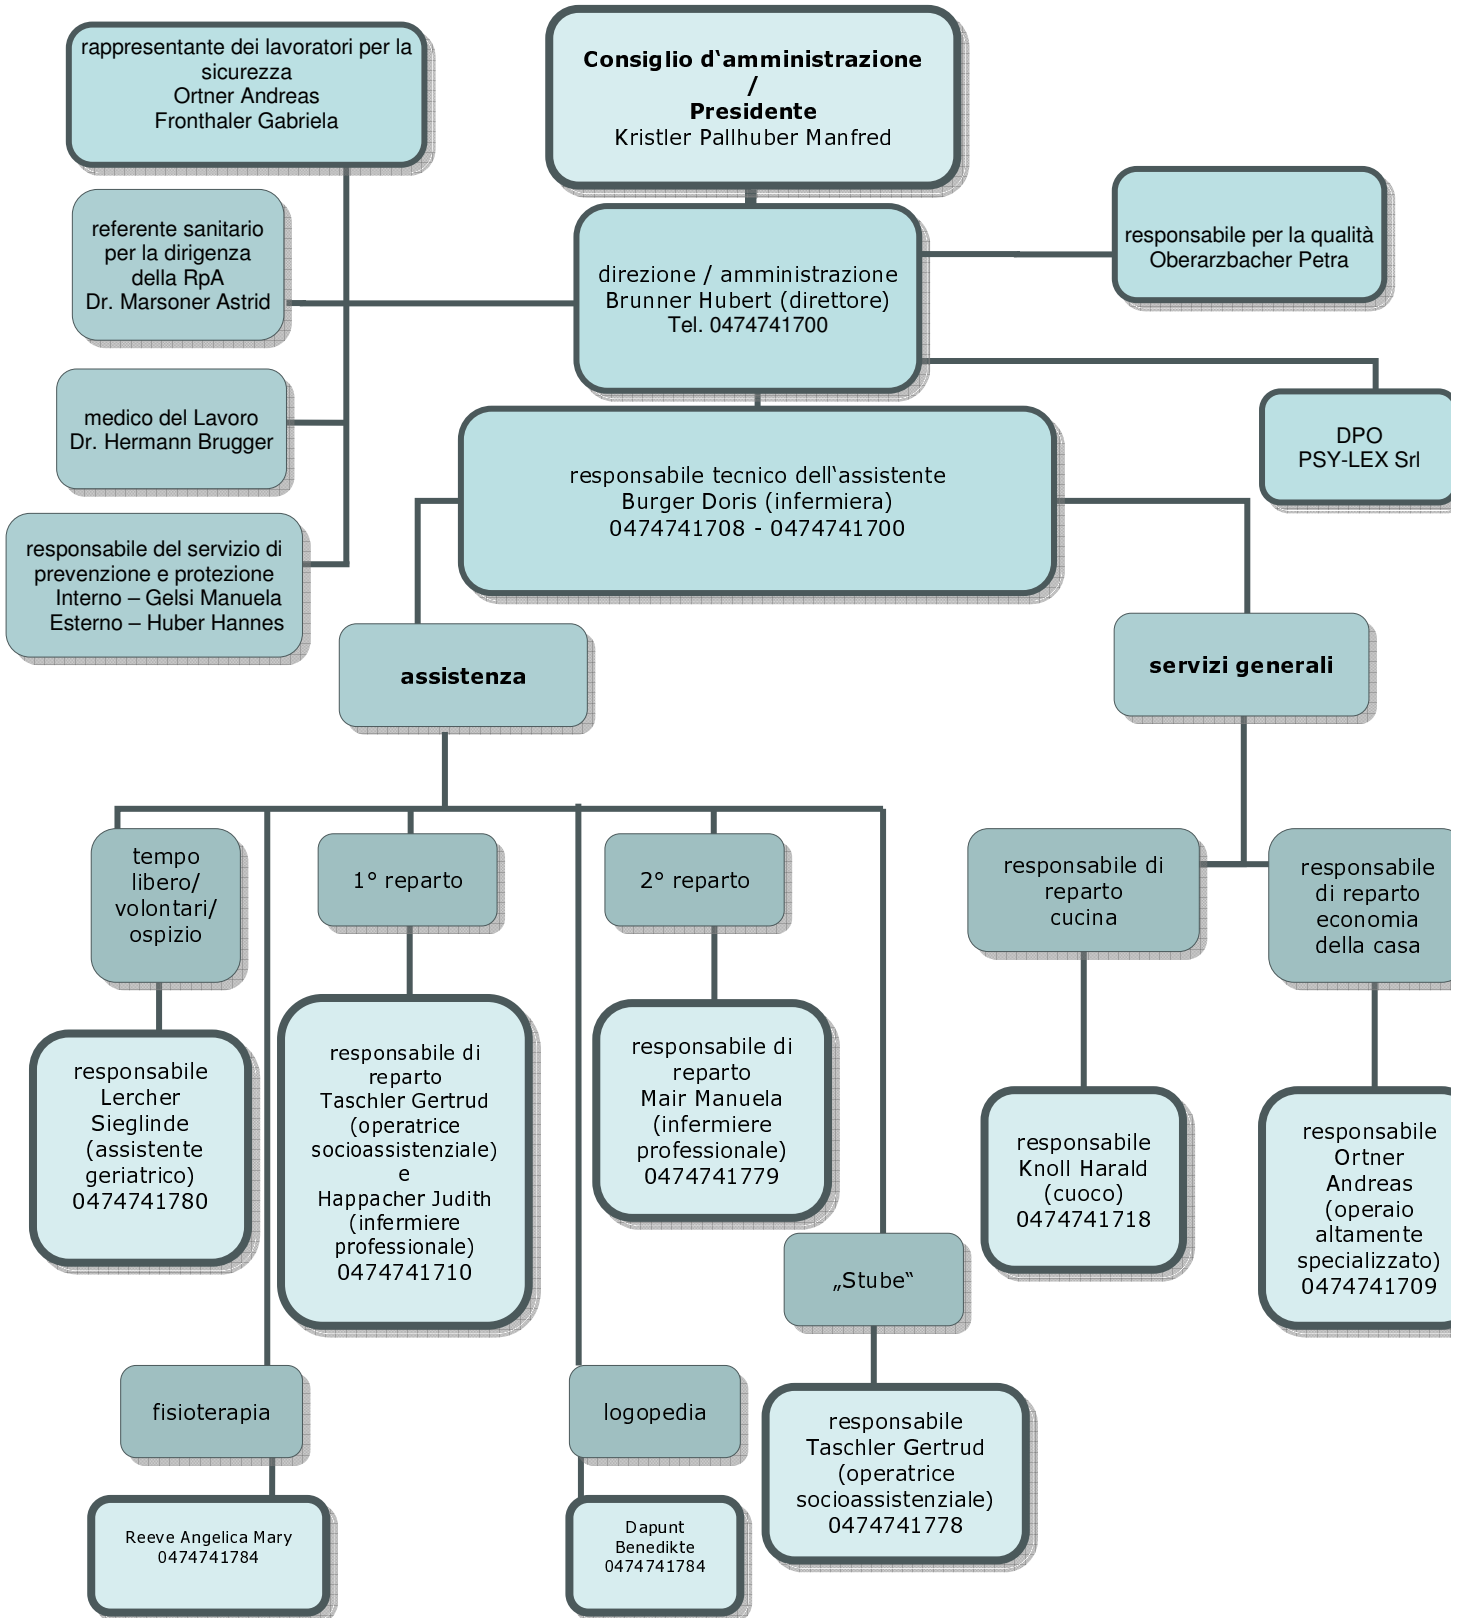 rappresentante dei lavoratori per la
sicurezza
Ortner Andreas
Fronthaler Gabriela
Consiglio d‘amministrazione
/
Presidente
Kristler Pallhuber Manfred
referente sanitario
per la dirigenza
della RpA
Dr. Marsoner Astrid
direzione / amministrazione
Brunner Hubert (direttore)
Tel. 0474741700
responsabile per la qualità
Oberarzbacher Petra
medico del Lavoro
Dr. Hermann Brugger
DPO
PSY-LEX Srl
responsabile tecnico dell‘assistente
Burger Doris (infermiera)
0474741708 - 0474741700
responsabile del servizio di
prevenzione e protezione
Interno – Gelsi Manuela
Esterno – Huber Hannes
assistenza
servizi generali
tempo
libero/
volontari/
ospizio
1° reparto
2° reparto
responsabile di
reparto
cucina
responsabile
di reparto
economia
della casa
responsabile
Lercher
Sieglinde
(assistente
geriatrico)
0474741780
responsabile di
reparto
Taschler Gertrud
(operatrice
socioassistenziale)
e
Happacher Judith
(infermiere
professionale)
0474741710
responsabile di
reparto
Mair Manuela
(infermiere
professionale)
0474741779
responsabile
Knoll Harald
(cuoco)
0474741718
responsabile
Ortner
Andreas
(operaio
altamente
specializzato)
0474741709
„Stube“
fisioterapia
logopedia
responsabile
Taschler Gertrud
(operatrice
socioassistenziale)
0474741778
Reeve Angelica Mary
0474741784
Dapunt
Benedikte
0474741784